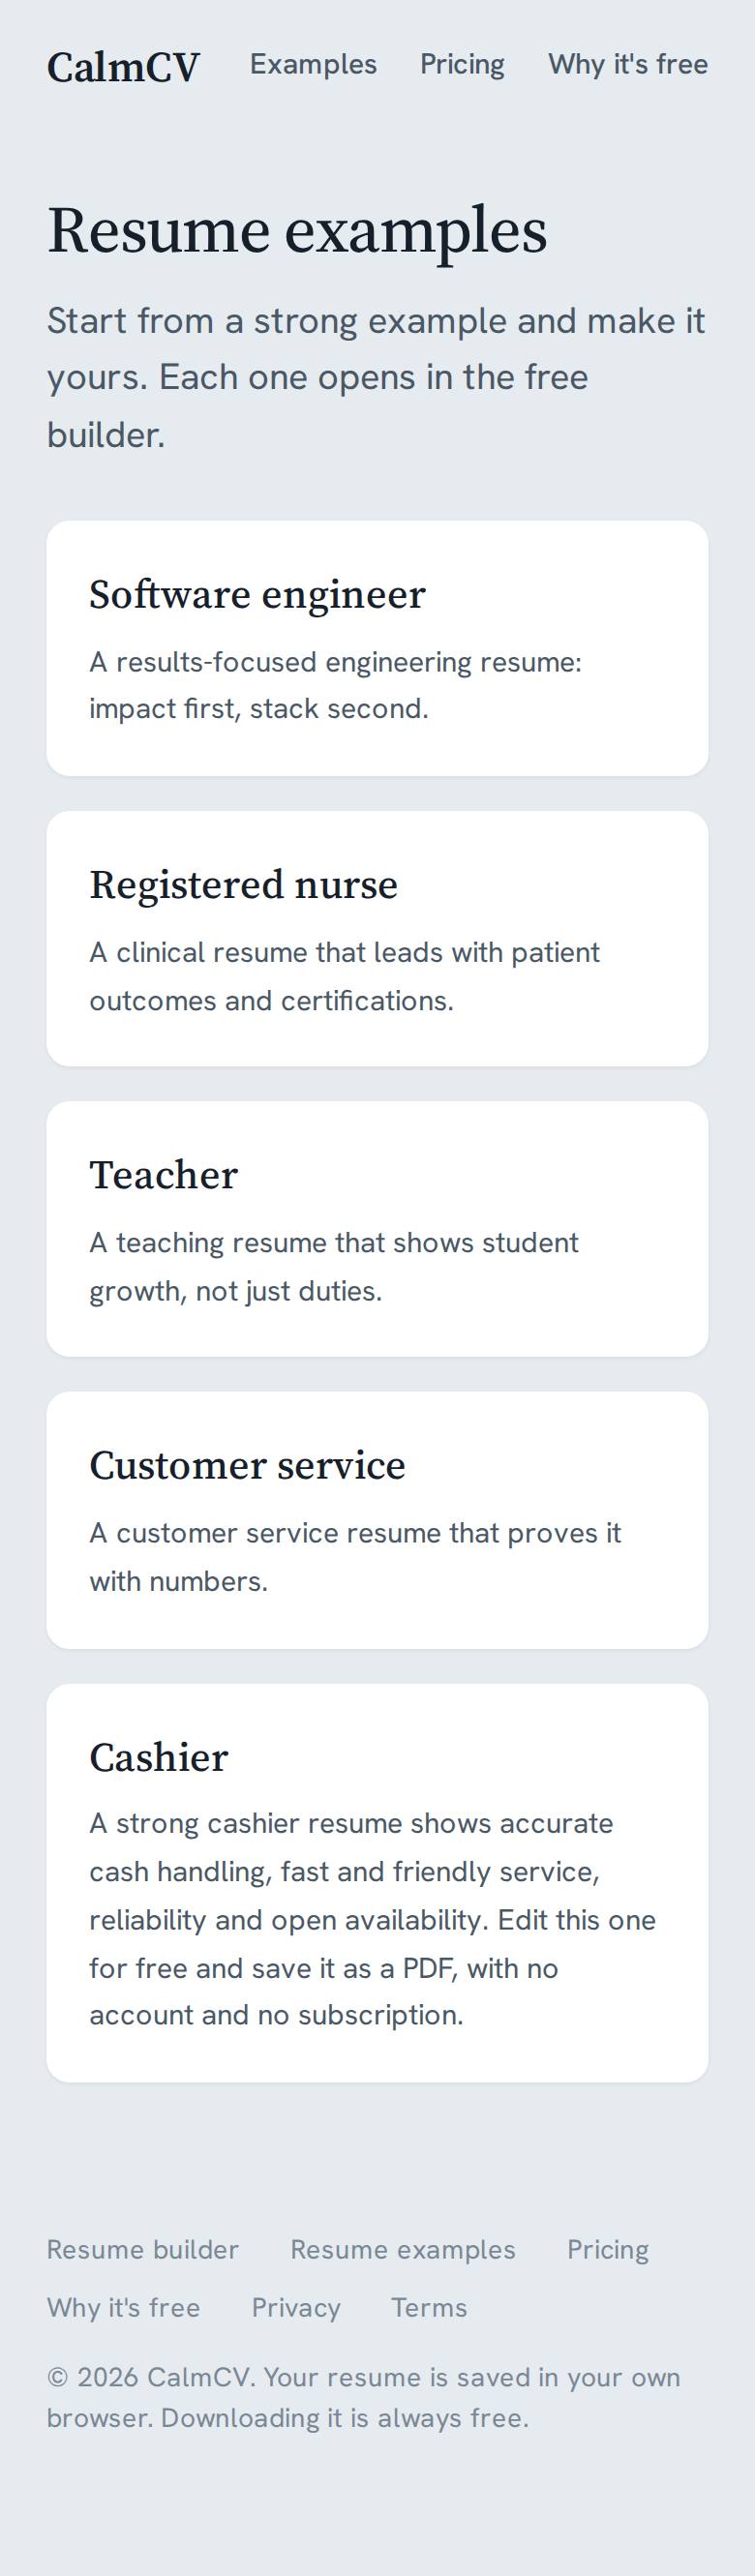 CalmCV Examples Pricing Why it's free
Resume examples
Start from a strong example and make it
yours. Each one opens in the free
builder.
Software engineer
A results-focused engineering resume:
impact first, stack second.
Registered nurse
A clinical resume that leads with patient
outcomes and certifications.
Teacher
A teaching resume that shows student
growth, not just duties.
Customer service
A customer service resume that proves it
with numbers.
Cashier
A strong cashier resume shows accurate
cash handling, fast and friendly service,
reliability and open availability. Edit this one
for free and save it as a PDF, with no
account and no subscription.
Resume builder Resume examples Pricing
Why it's free Privacy Terms
© 2026 CalmCV. Your resume is saved in your own
browser. Downloading it is always free.